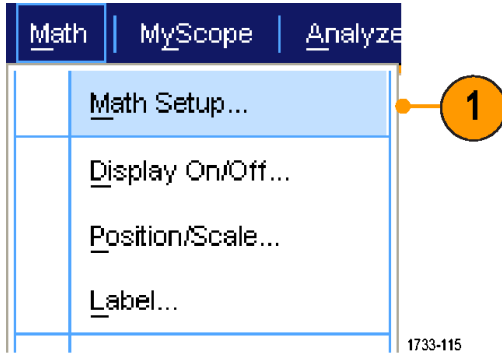 Math MyScope Analyze
Math Setup...
1
Display On/Off...
Position/Scale...
Label...
1733-115